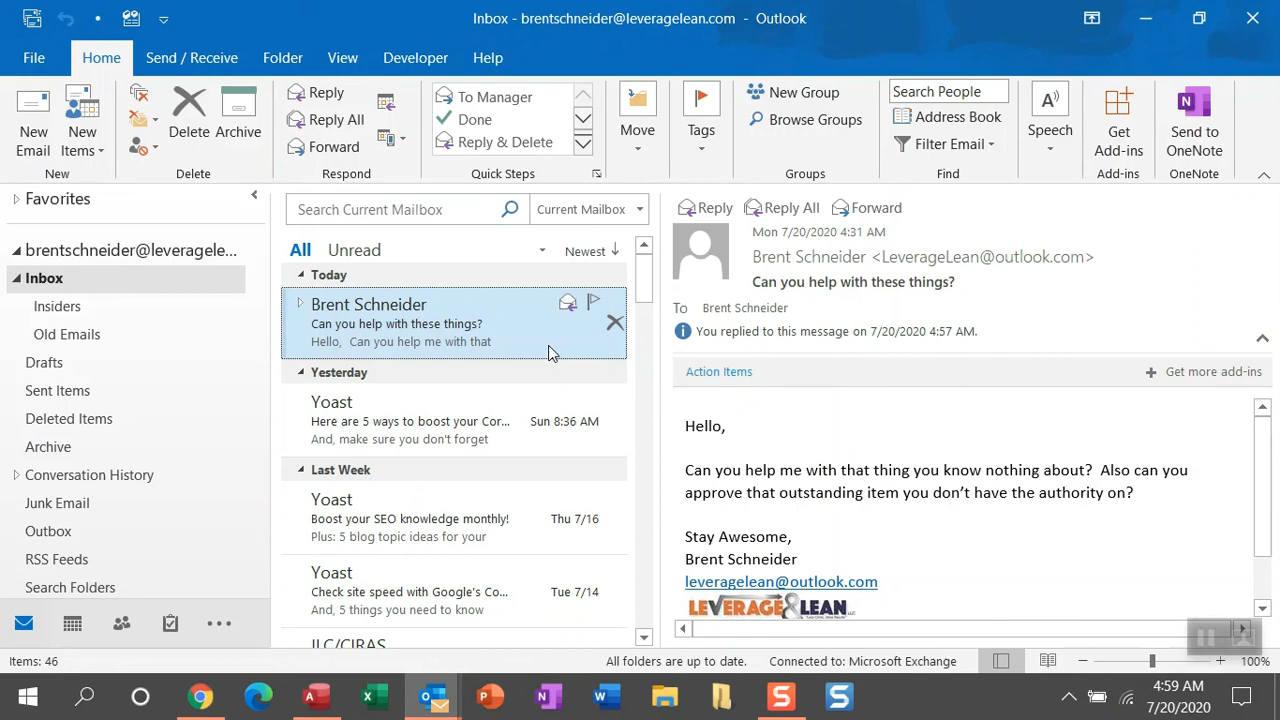 Inbox - brentschneider@leveragelean.com - Outlook
File Home Send / Receive Folder View Developer Help
New Email
New Items
New
Delete
Archive
Delete
Reply
Reply All
Forward
Respond
To Manager
Done
Reply & Delete
Quick Steps
Move
Tags
New Group
Browse Groups
Groups
Search People
Address Book
Filter Email
Find
Speech
Get Add-ins
Add-ins
Send to OneNote
OneNote
Favorites
brentschneider@leveragele...
Inbox
Insiders
Old Emails
Drafts
Sent Items
Deleted Items
Archive
Conversation History
Junk Email
Outbox
RSS Feeds
Search Folders
Search Current Mailbox
Current Mailbox
All Unread Newest
Today
Brent Schneider
Can you help with these things?
Hello, Can you help me with that
Yesterday
Yoast
Here are 5 ways to boost your Cor... Sun 8:36 AM
And, make sure you don't forget
Last Week
Yoast
Boost your SEO knowledge monthly! Thu 7/16
Plus: 5 blog topic ideas for your
Yoast
Check site speed with Google's Co... Tue 7/14
And, 5 things you need to know
JLC/CIRAS
Reply Reply All Forward
Mon 7/20/2020 4:31 AM
Brent Schneider <LeverageLean@outlook.com>
Can you help with these things?
To Brent Schneider
You replied to this message on 7/20/2020 4:57 AM.
Action Items + Get more add-ins
Hello,
Can you help me with that thing you know nothing about? Also can you
approve that outstanding item you don't have the authority on?
Stay Awesome,
Brent Schneider
leveragelean@outlook.com
LEVERAGE LEAN LLC
Items: 46 All folders are up to date. Connected to: Microsoft Exchange 100%
4:59 AM
7/20/2020